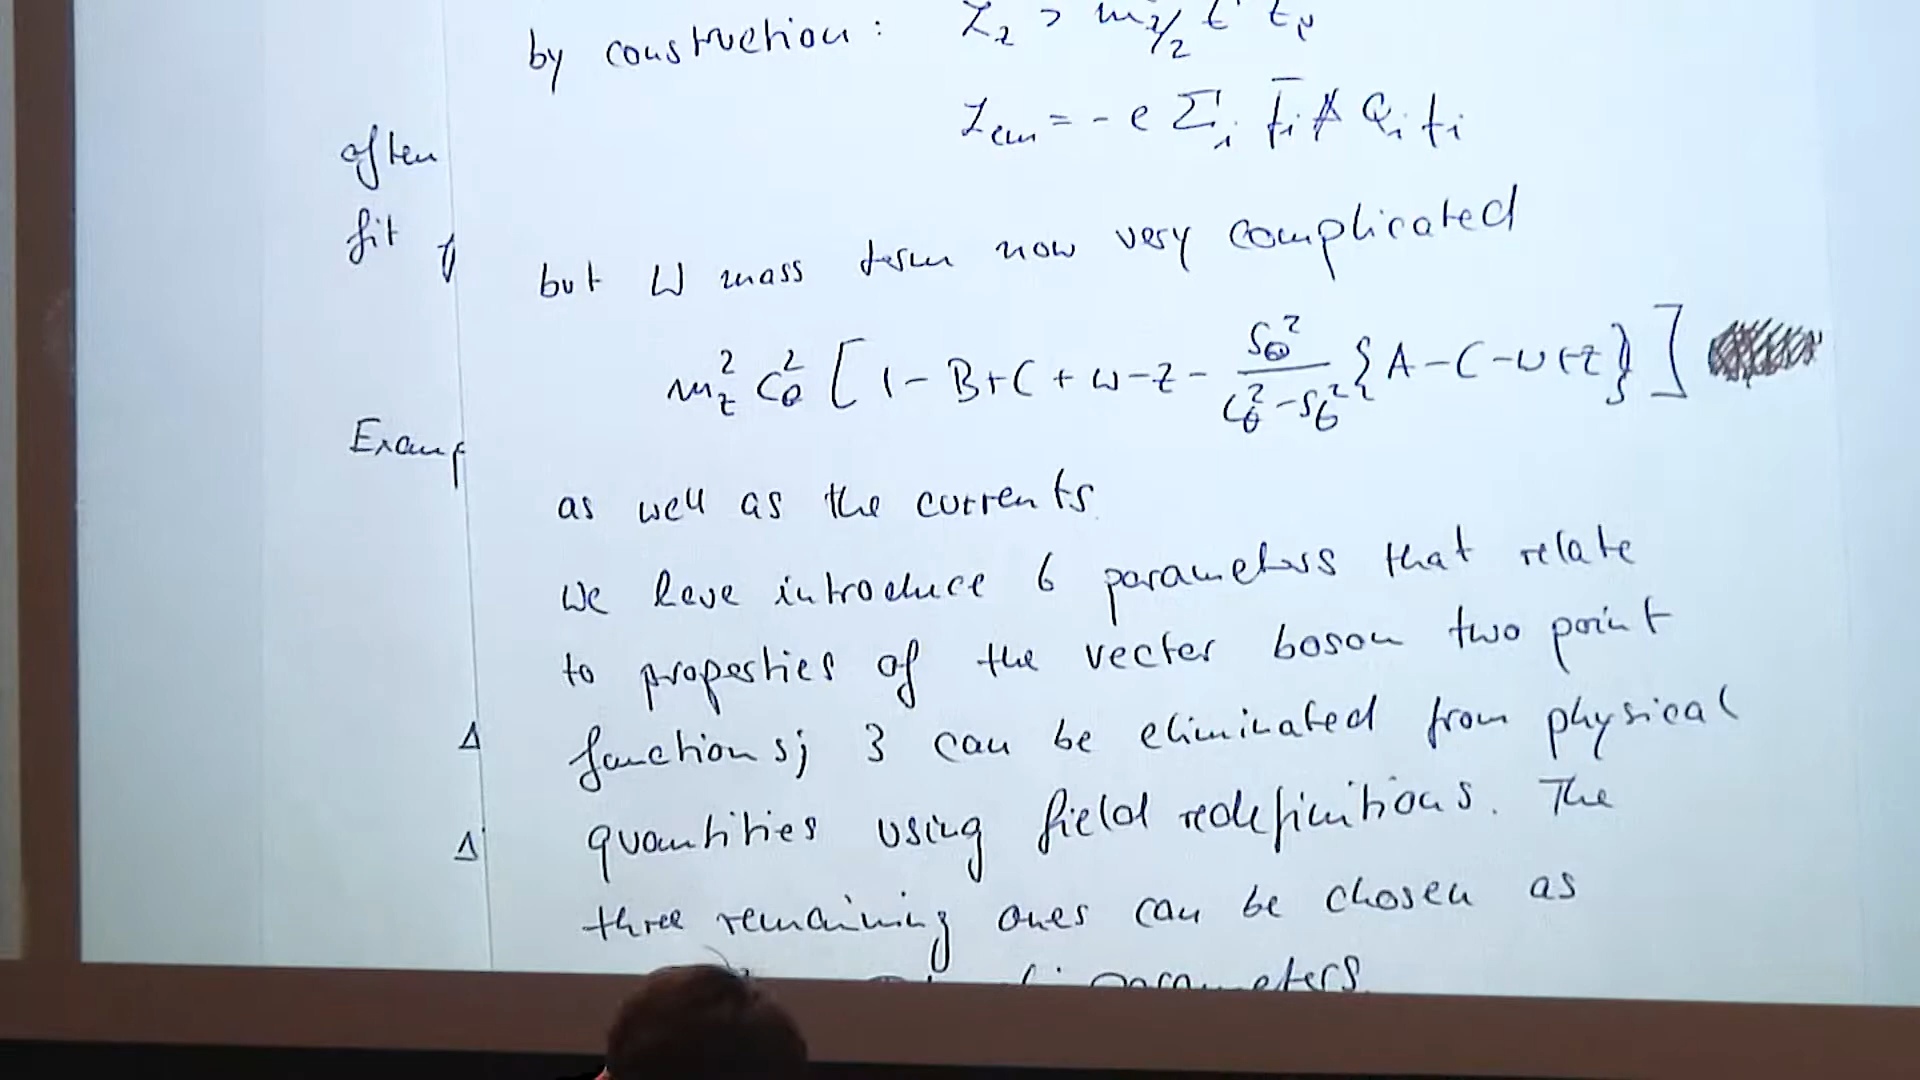 by construction: L_Z > m_Z²/2 Z^μ Z_μ
L_em = - e Σ_i f̄_i A̸ Q_i f_i
often
fit
but W mass term now very complicated
m_Z² c_θ² [ 1 - B + C + w - z - s_θ² / (c_θ² - s_θ²) { A - C - w + z } ]
Examp
as well as the currents.
We have introduce 6 parameters that relate
to properties of the vector boson two point
Δ
functions; 3 can be eliminated from physical
Δ
quantities using field redefinitions. The
three remaining ones can be chosen as
parameters.